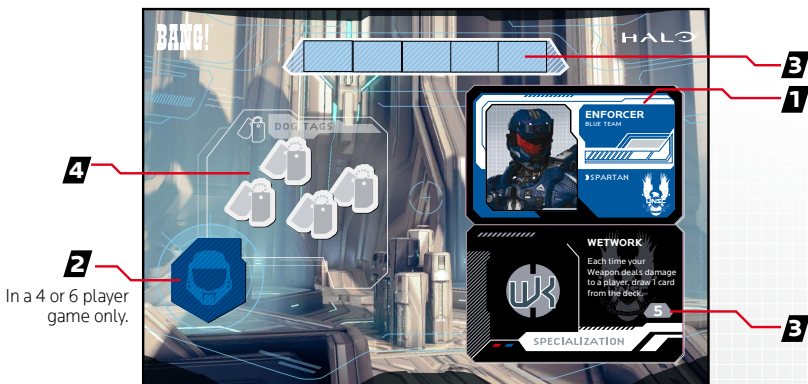 BANG!
HALO
3
1
ENFORCER
BLUE TEAM
DOG TAGS
4
SPARTAN
UNSC
2
In a 4 or 6 player
game only.
WETWORK
Each time your
Weapon deals damage
to a player, draw 1 card
from the deck.
WK
5
3
SPECIALIZATION